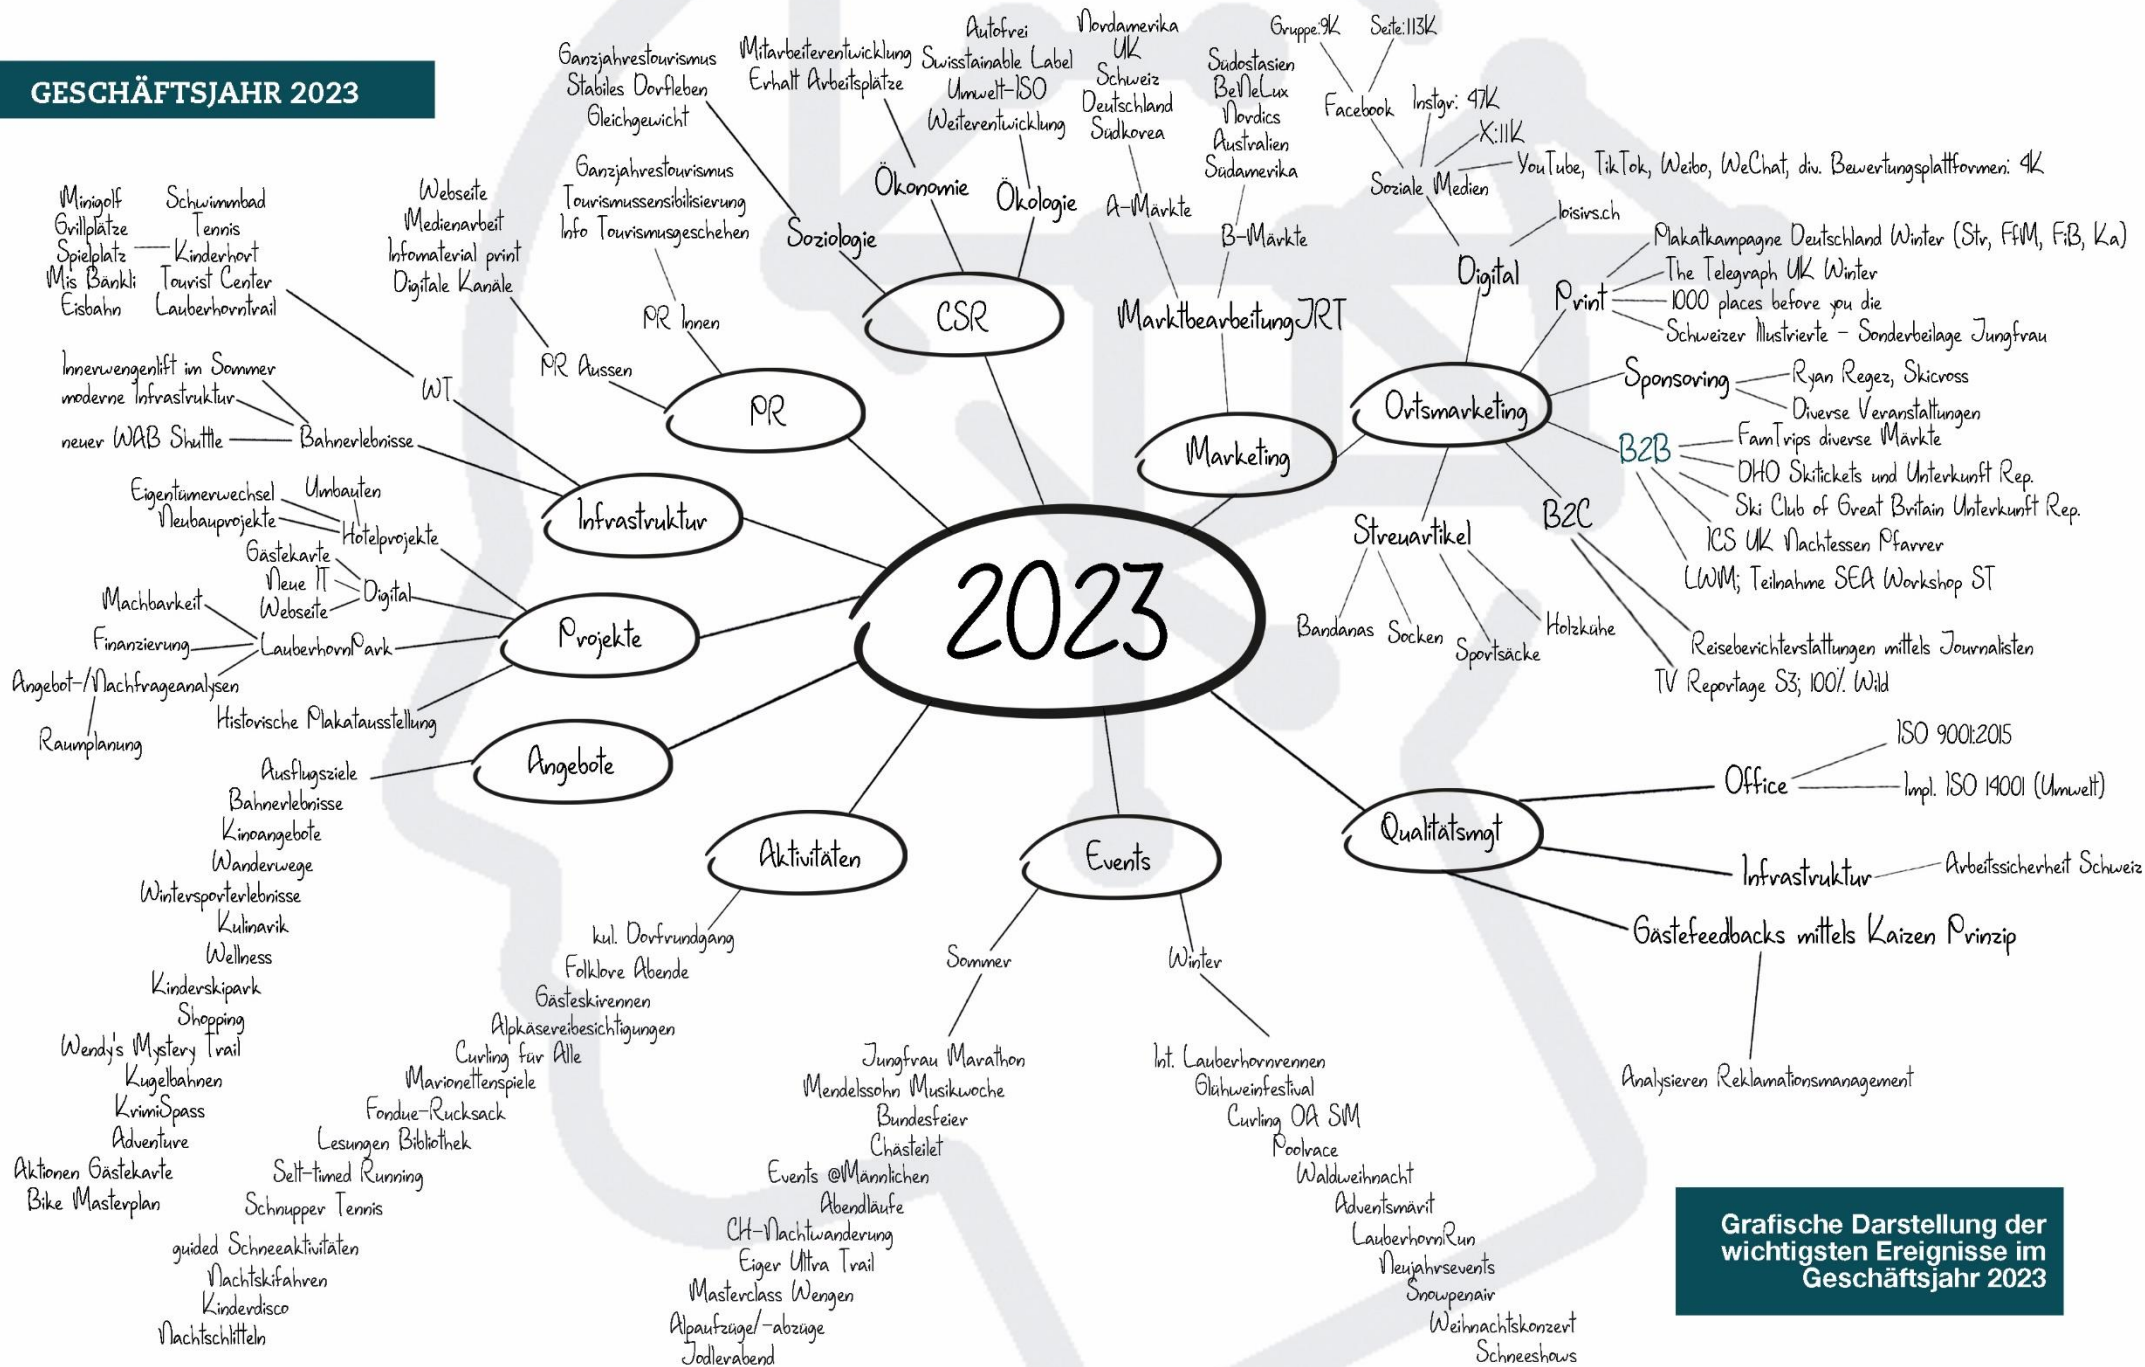 GESCHÄFTSJAHR 2023
Ganzjahrestourismus
Stabiles Dorfleben
Gleichgewicht
Mitarbeiterentwicklung
Erhalt Arbeitsplätze
Autofrei
Swisstainable Label
Umwelt-ISO
Weiterentwicklung
Soziologie
Ökonomie
Ökologie
CSR
Nordamerika
UK
Schweiz
Deutschland
Südkorea
A-Märkte
Südostasien
BeNeLux
Nordics
Australien
Südamerika
B-Märkte
MarktbearbeitungJRT
Marketing
Gruppe:9K
Seite:113K
Facebook
Instgr: 47K
X:11K
YouTube, TikTok, Weibo, WeChat, div. Bewertungsplattformen: 4K
Soziale Medien
loisirs.ch
Digital
Print
Plakatkampagne Deutschland Winter (Str, FfM, FiB, Ka)
The Telegraph UK Winter
1000 places before you die
Schweizer Illustrierte - Sonderbeilage Jungfrau
Ortsmarketing
Sponsoring
Ryan Regez, Skicross
Diverse Veranstaltungen
B2B
FamTrips diverse Märkte
OHO Skitickets und Unterkunft Rep.
Ski Club of Great Britain Unterkunft Rep.
ICS UK Nachtessen Pfarrer
LWM; Teilnahme SEA Workshop ST
B2C
Reiseberichterstattungen mittels Journalisten
TV Reportage S3; 100% Wild
Streuartikel
Bandanas
Socken
Sportsäcke
Holzkühe
Ganzjahrestourismus
Tourismussensibilisierung
Info Tourismusgeschehen
PR Innen
Webseite
Medienarbeit
Infomaterial print
Digitale Kanäle
PR Aussen
PR
Minigolf
Grillplätze
Spielplatz
Mis Bänkli
Eisbahn
Schwimmbad
Tennis
Kinderhort
Tourist Center
Lauberhorntrail
WT
Innerwengenlift im Sommer
moderne Infrastruktur
neuer WAB Shuttle
Bahnerlebnisse
Infrastruktur
Eigentümerwechsel
Umbauten
Neubauprojekte
Hotelprojekte
Gästekarte
Neue IT
Webseite
Digital
Machbarkeit
Finanzierung
LauberhornPark
Angebot-/Nachfrageanalysen
Raumplanung
Historische Plakatausstellung
Projekte
2023
Angebote
Ausflugsziele
Bahnerlebnisse
Kinoangebote
Wanderwege
Wintersporterlebnisse
Kulinarik
Wellness
Kinderskipark
Shopping
Wendy's Mystery Trail
Kugelbahnen
KrimiSpass
Adventure
Aktionen Gästekarte
Bike Masterplan
Aktivitäten
kul. Dorfrundgang
Folklore Abende
Gästeskirennen
Alpkäsereibesichtigungen
Curling für Alle
Marionettenspiele
Fondue-Rucksack
Lesungen Bibliothek
Self-timed Running
Schnupper Tennis
guided Schneeaktivitäten
Nachtskifahren
Kinderdisco
Nachtschlitteln
Events
Sommer
Jungfrau Marathon
Mendelssohn Musikwoche
Bundesfeier
Chästeilet
Events @Männlichen
Abendläufe
CH-Nachtwanderung
Eiger Ultra Trail
Masterclass Wengen
Alpaufzüge/-abzüge
Jodlerabend
Winter
Int. Lauberhornrennen
Glühweinfestival
Curling OA SM
Poolrace
Waldweihnacht
Adventsmärit
LauberhornRun
Neujahrsevents
Snowpenair
Weihnachtskonzert
Schneeshows
Qualitätsmgt
Office
ISO 9001:2015
Impl. ISO 14001 (Umwelt)
Infrastruktur
Arbeitssicherheit Schweiz
Gästefeedbacks mittels Kaizen Prinzip
Analysieren Reklamationsmanagement
Grafische Darstellung der
wichtigsten Ereignisse im
Geschäftsjahr 2023